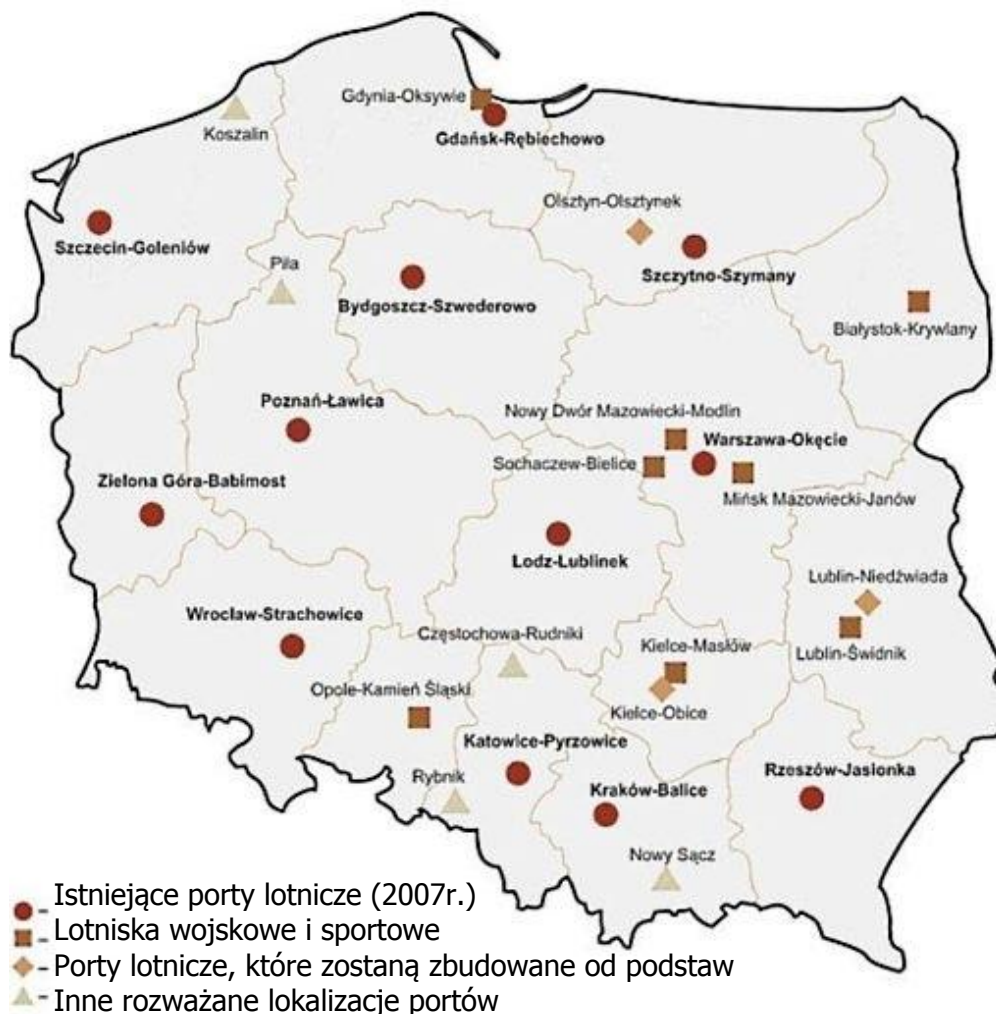 Gdynia-Oksywie
Gdańsk-Rębiechowo
Koszalin
Olsztyn-Olsztynek
Szczecin-Goleniów
Szczytno-Szymany
Piła
Bydgoszcz-Szwederowo
Białystok-Krywlany
Poznań-Ławica
Nowy Dwór Mazowiecki-Modlin
Warszawa-Okęcie
Sochaczew-Bielice
Zielona Góra-Babimost
Mińsk Mazowiecki-Janów
Łodz-Lublinek
Lublin-Niedźwiada
Wrocław-Strachowice
Częstochowa-Rudniki
Kielce-Masłów
Lublin-Świdnik
Opole-Kamień Śląski
Kielce-Obice
Katowice-Pyrzowice
Rzeszów-Jasionka
Rybnik
Kraków-Balice
Nowy Sącz
- Istniejące porty lotnicze (2007r.)
- Lotniska wojskowe i sportowe
- Porty lotnicze, które zostaną zbudowane od podstaw
- Inne rozważane lokalizacje portów